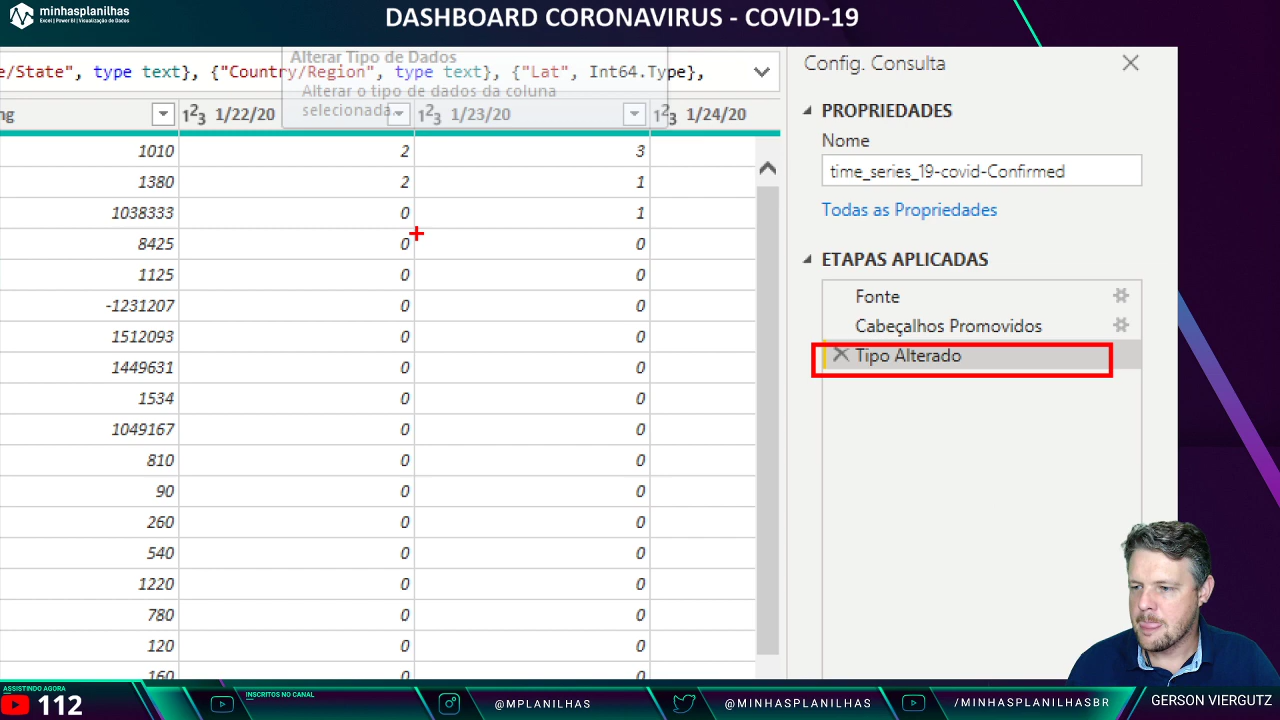 minhasplanilhas
Excel | Power BI | Visualização de Dados
DASHBOARD CORONAVIRUS - COVID-19
e/State", type text}, {"Country/Region", type text}, {"Lat", Int64.Type},
Alterar Tipo de Dados
Alterar o tipo de dados da coluna
selecionada.
ng 1²3 1/22/20 1²3 1/23/20 1²3 1/24/20
1010 2 3
1380 2 1
1038333 0 1
8425 0 0
1125 0 0
-1231207 0 0
1512093 0 0
1449631 0 0
1534 0 0
1049167 0 0
810 0 0
90 0 0
260 0 0
540 0 0
1220 0 0
780 0 0
120 0 0
160 0 0
Config. Consulta
PROPRIEDADES
Nome
time_series_19-covid-Confirmed
Todas as Propriedades
ETAPAS APLICADAS
Fonte
Cabeçalhos Promovidos
Tipo Alterado
ASSISTINDO AGORA
112
INSCRITOS NO CANAL
@MPLANILHAS
@MINHASPLANILHAS
/MINHASPLANILHASBR
GERSON VIERGUTZ